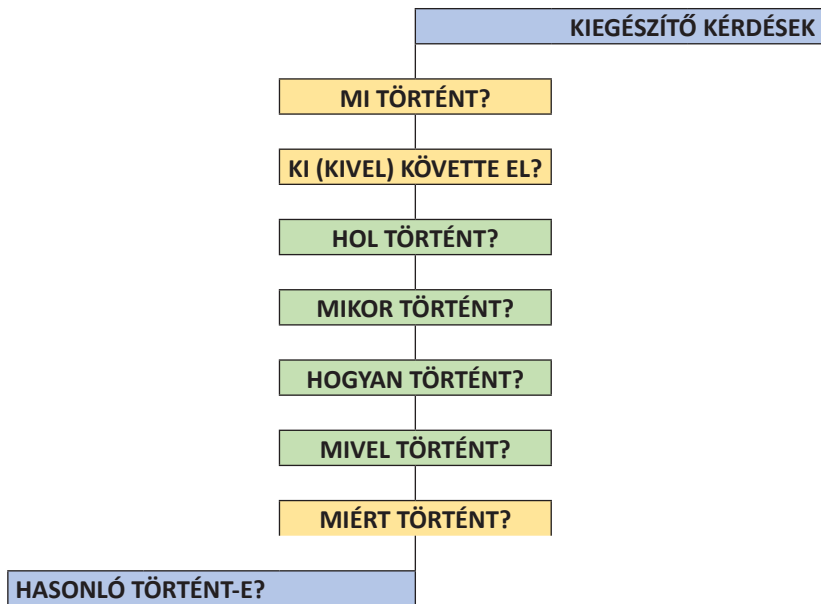 KIEGÉSZÍTŐ KÉRDÉSEK
MI TÖRTÉNT?
KI (KIVEL) KÖVETTE EL?
HOL TÖRTÉNT?
MIKOR TÖRTÉNT?
HOGYAN TÖRTÉNT?
MIVEL TÖRTÉNT?
MIÉRT TÖRTÉNT?
HASONLÓ TÖRTÉNT-E?